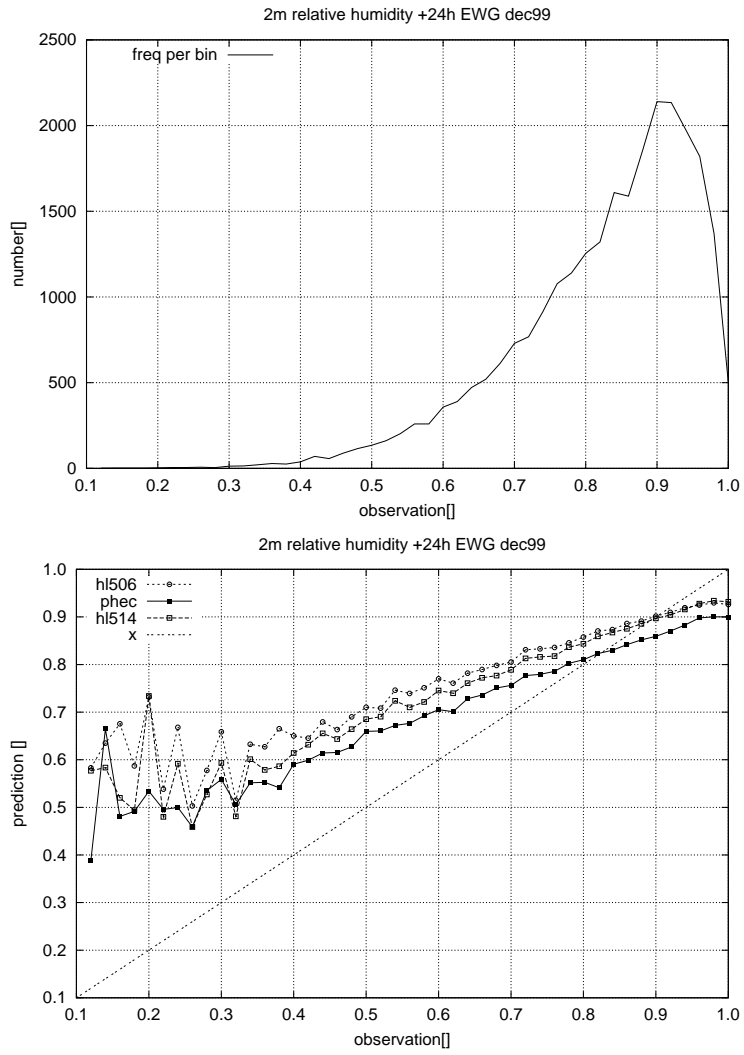 2m relative humidity +24h EWG dec99
2500
freq per bin
2000
1500
number[]
1000
500
0
0.1 0.2 0.3 0.4 0.5 0.6 0.7 0.8 0.9 1.0
observation[]
2m relative humidity +24h EWG dec99
1.0
hl506
phec
0.9
hl514
x
0.8
0.7
0.6
prediction []
0.5
0.4
0.3
0.2
0.1
0.1 0.2 0.3 0.4 0.5 0.6 0.7 0.8 0.9 1.0
observation[]